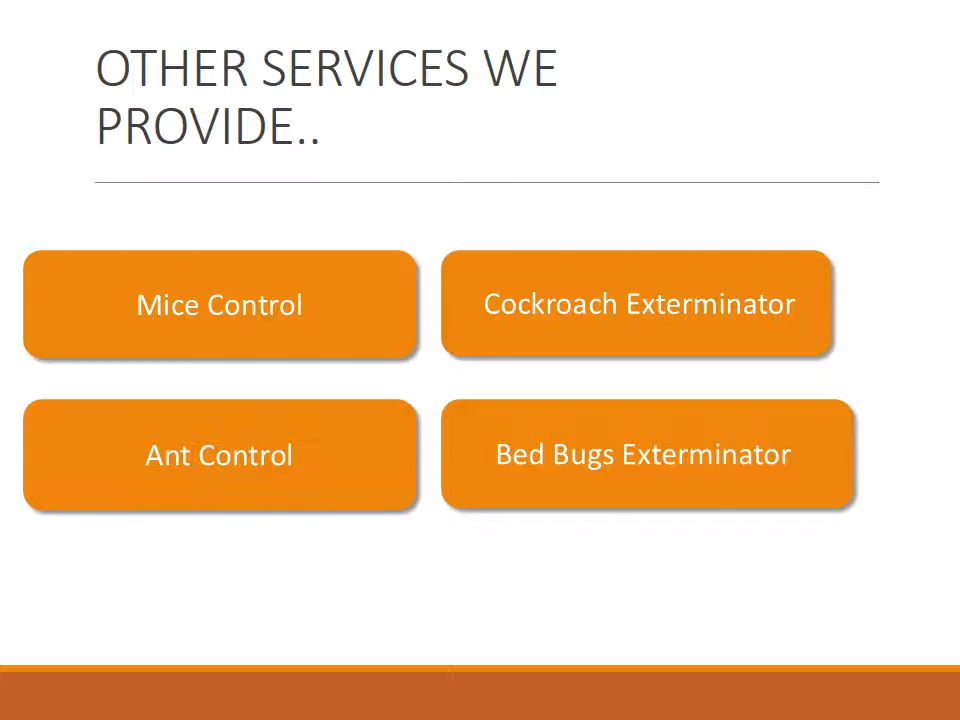 OTHER SERVICES WE
PROVIDE..
Mice Control
Cockroach Exterminator
Ant Control
Bed Bugs Exterminator